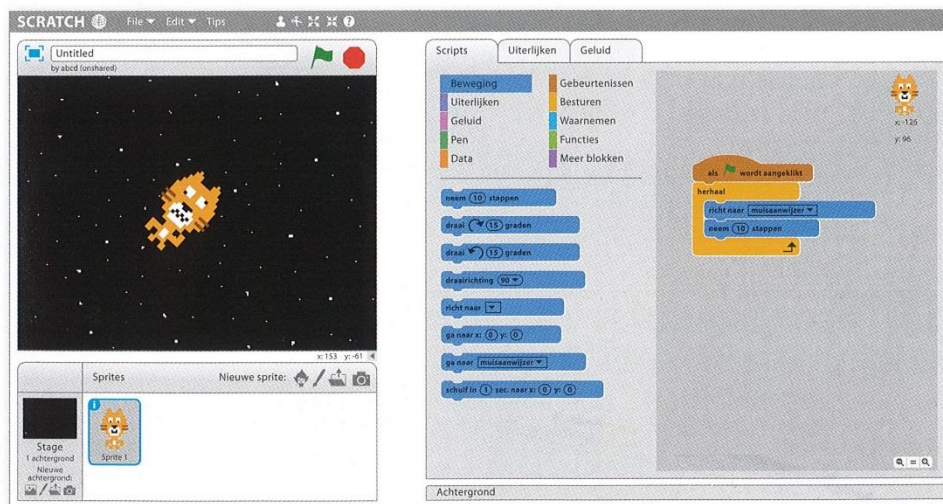 SCRATCH File Edit Tips
Untitled
by abcd (unshared)
x: 153 y: -61
Sprites Nieuwe sprite:
Stage
1 achtergrond
Nieuwe
achtergrond:
Sprite 1
Scripts Uiterlijken Geluid
Beweging Gebeurtenissen
Uiterlijken Besturen
Geluid Waarnemen
Pen Functies
Data Meer blokken
neem 10 stappen
draai 15 graden
draai 15 graden
draairichting 90
richt naar
ga naar x: 0 y: 0
ga naar muisaanwijzer
schuif in 1 sec. naar x: 0 y: 0
x: -126
y: 96
als wordt aangeklikt
herhaal
richt naar muisaanwijzer
neem 10 stappen
Achtergrond